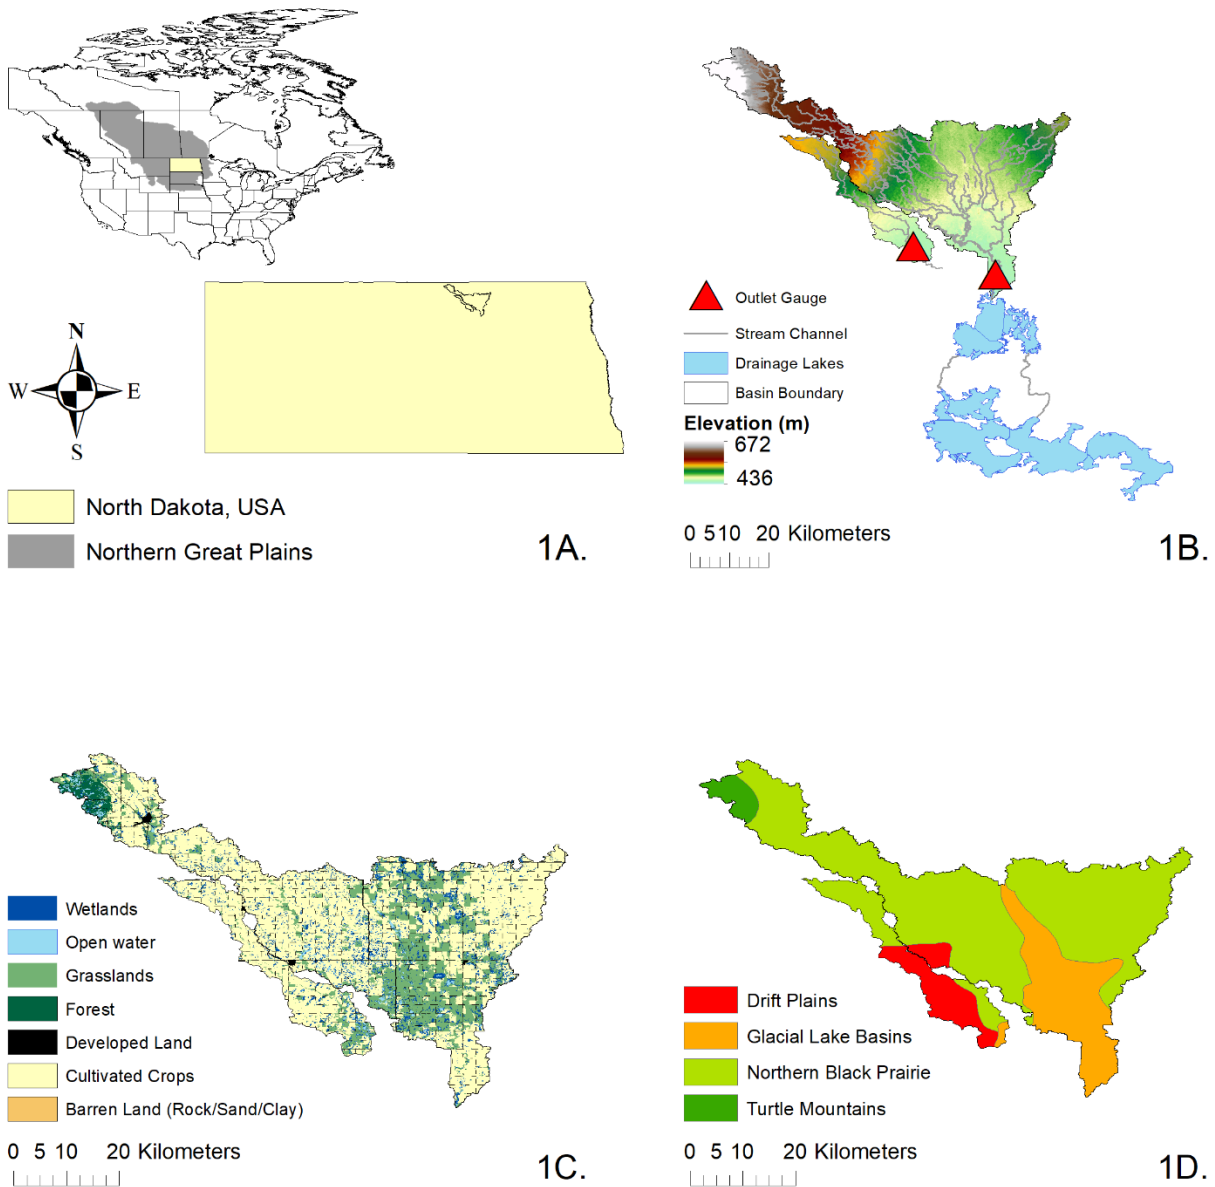 N
W E
S
North Dakota, USA
Northern Great Plains
1A.
Outlet Gauge
Stream Channel
Drainage Lakes
Basin Boundary
Elevation (m)
672
436
0 510 20 Kilometers
1B.
Wetlands
Open water
Grasslands
Forest
Developed Land
Cultivated Crops
Barren Land (Rock/Sand/Clay)
0 5 10 20 Kilometers
1C.
Drift Plains
Glacial Lake Basins
Northern Black Prairie
Turtle Mountains
0 5 10 20 Kilometers
1D.